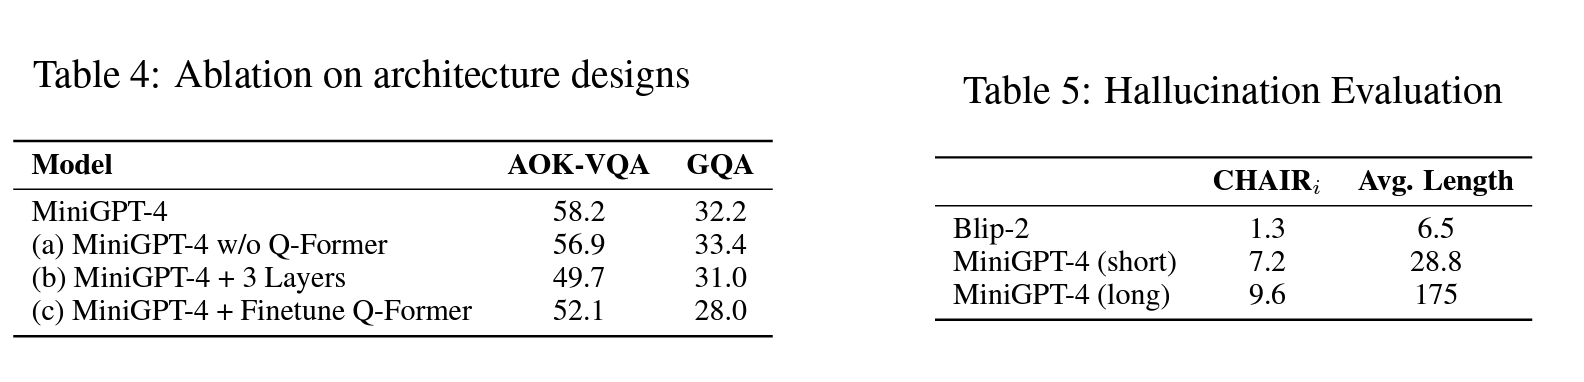 Table 4: Ablation on architecture designs
Model AOK-VQA GQA
MiniGPT-4 58.2 32.2
(a) MiniGPT-4 w/o Q-Former 56.9 33.4
(b) MiniGPT-4 + 3 Layers 49.7 31.0
(c) MiniGPT-4 + Finetune Q-Former 52.1 28.0
Table 5: Hallucination Evaluation
CHAIRᵢ Avg. Length
Blip-2 1.3 6.5
MiniGPT-4 (short) 7.2 28.8
MiniGPT-4 (long) 9.6 175